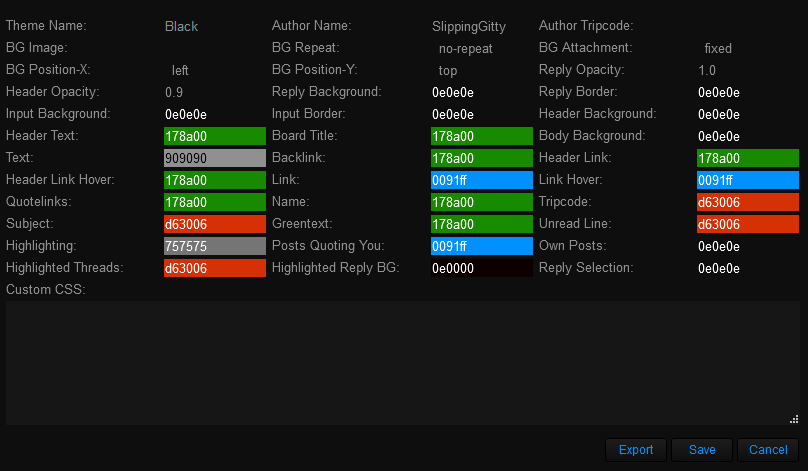 Theme Name: Black Author Name: SlippingGitty Author Tripcode:
BG Image: BG Repeat: no-repeat BG Attachment: fixed
BG Position-X: left BG Position-Y: top Reply Opacity: 1.0
Header Opacity: 0.9 Reply Background: 0e0e0e Reply Border: 0e0e0e
Input Background: 0e0e0e Input Border: 0e0e0e Header Background: 0e0e0e
Header Text: 178a00 Board Title: 178a00 Body Background: 0e0e0e
Text: 909090 Backlink: 178a00 Header Link: 178a00
Header Link Hover: 178a00 Link: 0091ff Link Hover: 0091ff
Quotelinks: 178a00 Name: 178a00 Tripcode: d63006
Subject: d63006 Greentext: 178a00 Unread Line: d63006
Highlighting: 757575 Posts Quoting You: 0091ff Own Posts: 0e0e0e
Highlighted Threads: d63006 Highlighted Reply BG: 0e0000 Reply Selection: 0e0e0e
Custom CSS:
Export Save Cancel